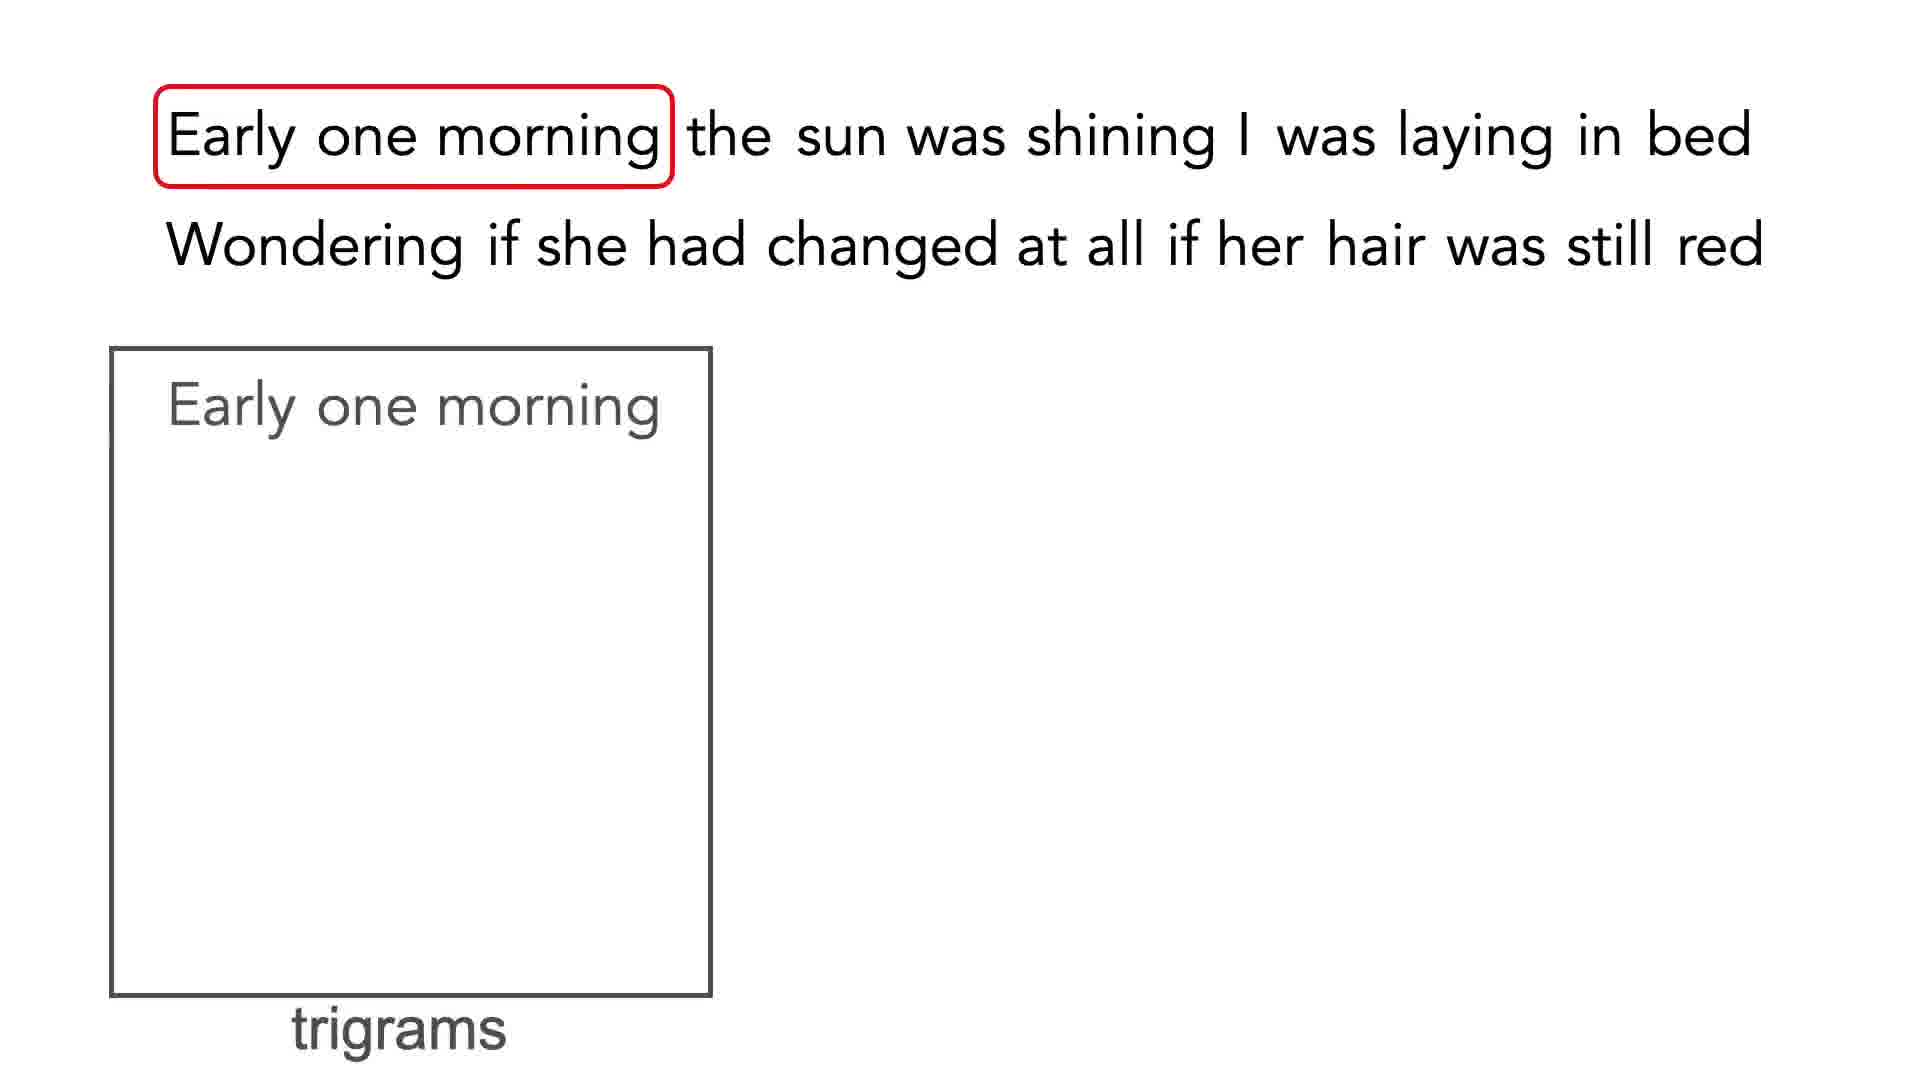 Early one morning the sun was shining I was laying in bed
Wondering if she had changed at all if her hair was still red
Early one morning
trigrams